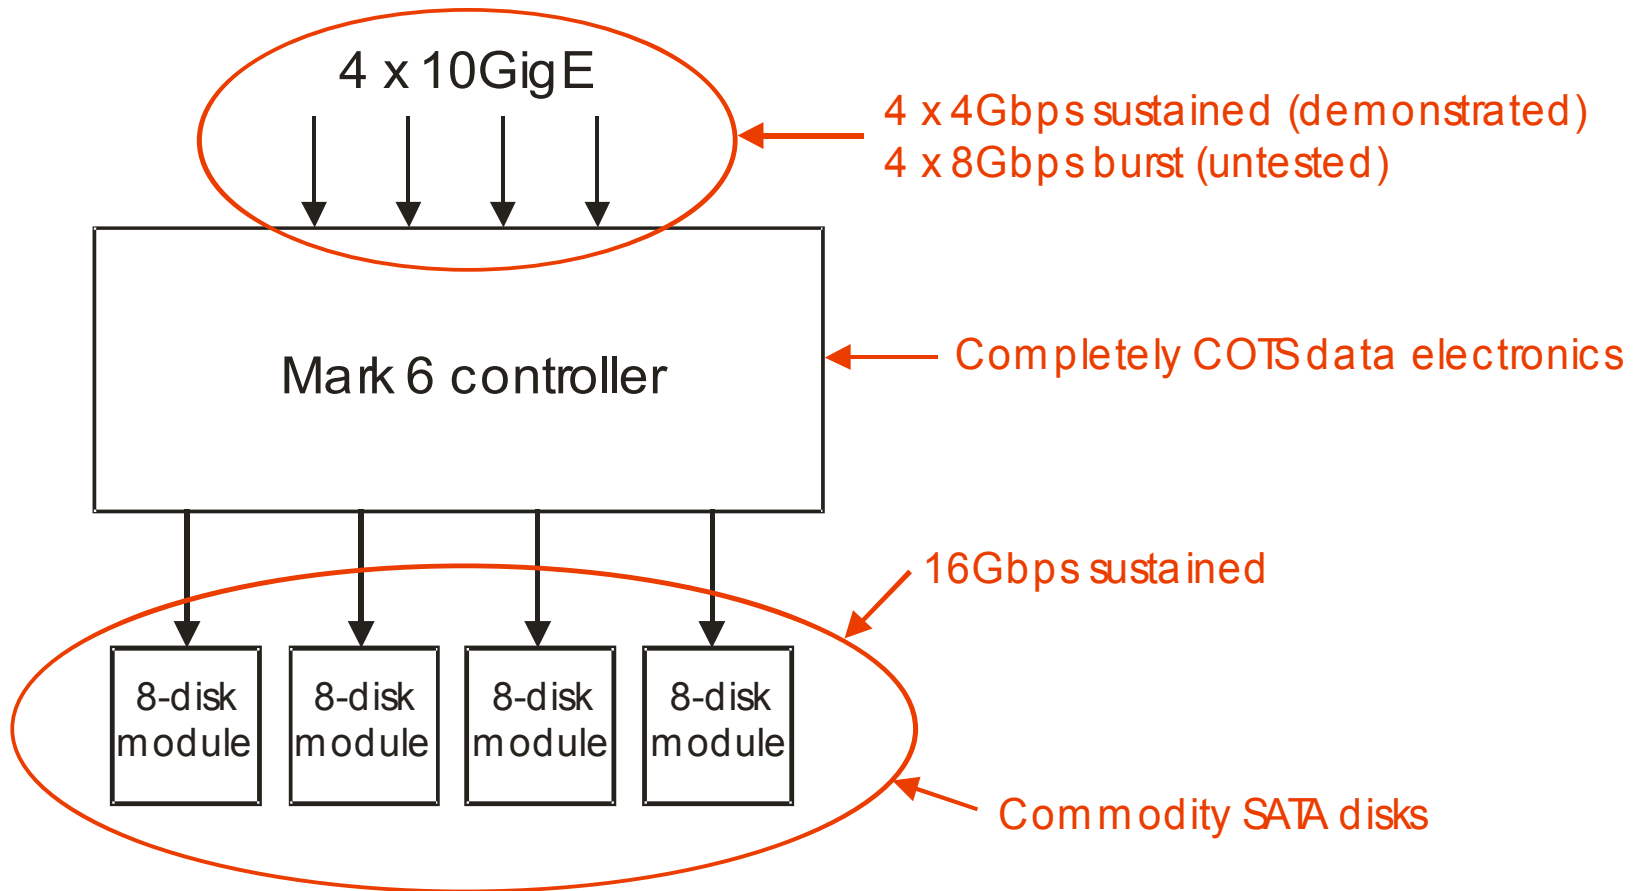 4 x 10GigE
4 x 4Gbps sustained (demonstrated)
4 x 8Gbps burst (untested)
Mark 6 controller
Completely COTS data electronics
16Gbps sustained
8-disk
module
8-disk
module
8-disk
module
8-disk
module
Commodity SATA disks